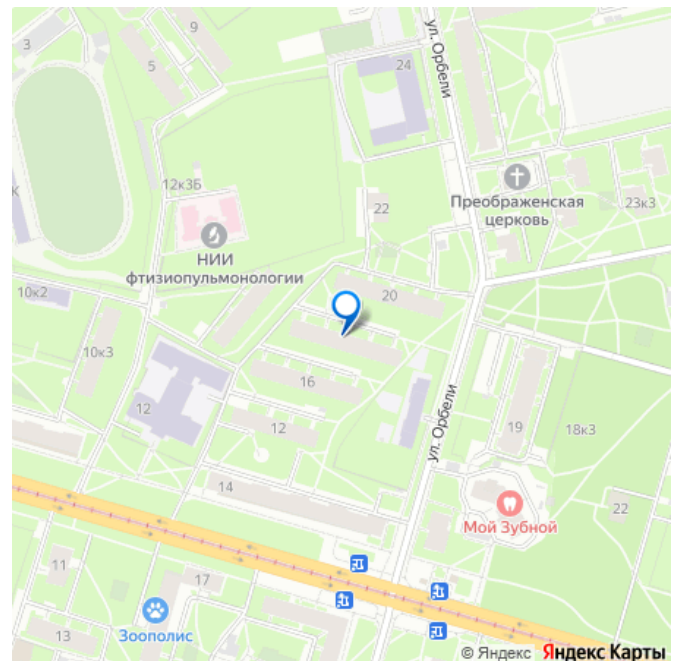 3
9
5
24
ул. Орбели
12к3Б
К
22
Преображенская
церковь
23к3
НИИ
фтизиопульмонологии
10к2
20
10к3
16
12
12
ул. Орбели
19
18к3
14
22
Мой Зубной
11
17
Зоополис
13
© Яндекс Яндекс Карты